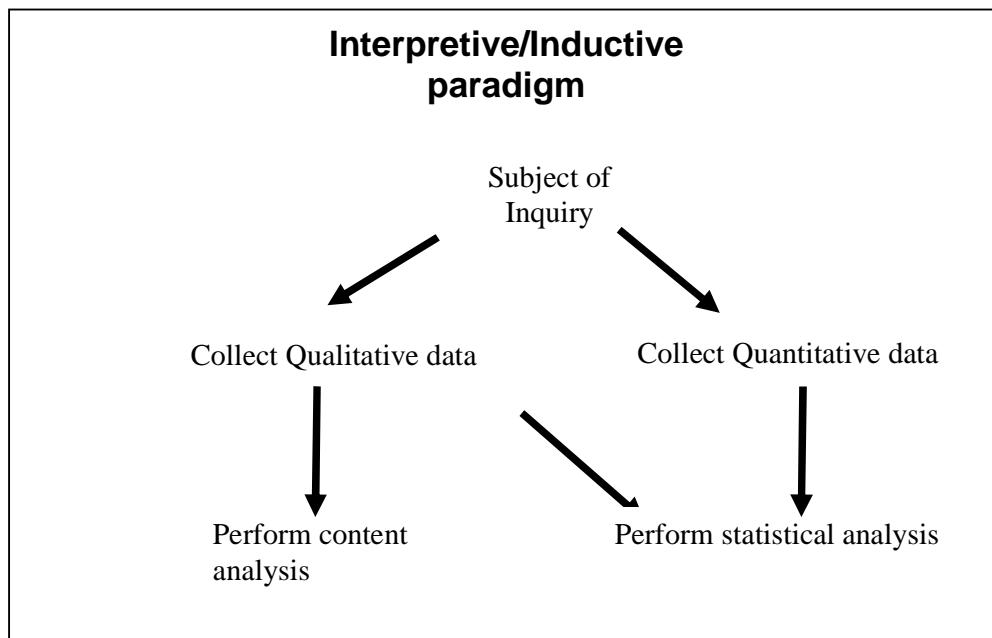 Interpretive/Inductive
paradigm
Subject of
Inquiry
Collect Qualitative data
Collect Quantitative data
Perform content
analysis
Perform statistical analysis